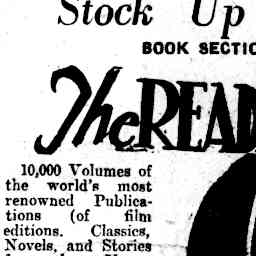 Stock Up
BOOK SECTIO
The READ
10,000 Volumes of
the world's most
renowned Publica-
tions (of film
editions. Classics,
Novels, and Stories